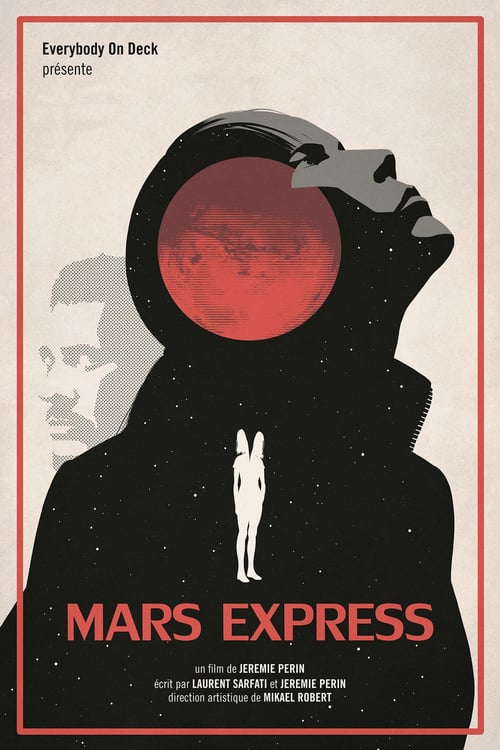 Everybody On Deck
présente
MARS EXPRESS
un film de JEREMIE PERIN
écrit par LAURENT SARFATI et JEREMIE PERIN
direction artistique de MIKAEL ROBERT